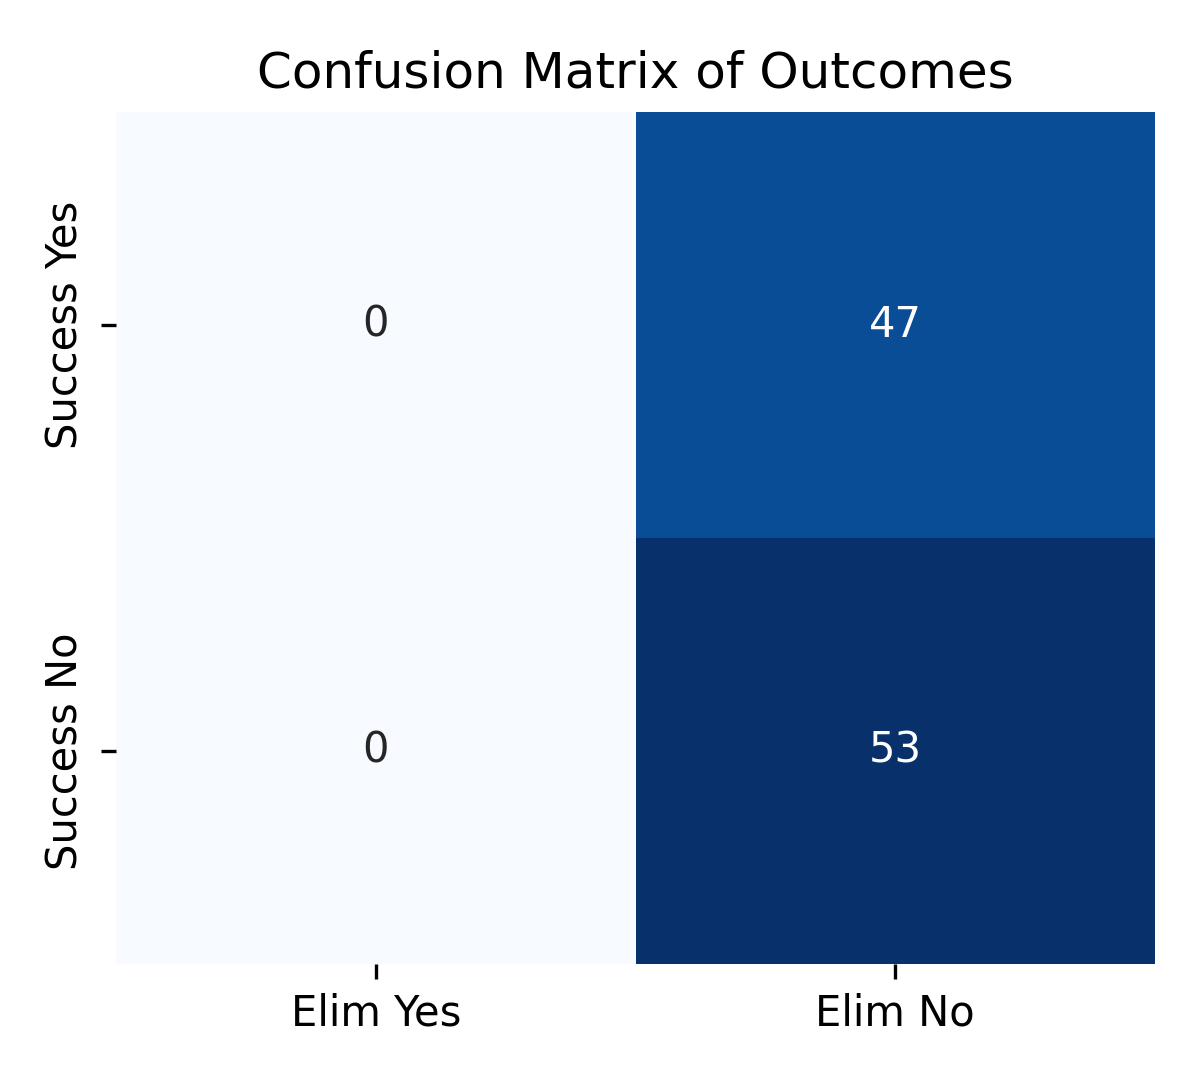 Confusion Matrix of Outcomes
Success Yes
0
47
Success No
0
53
Elim Yes
Elim No